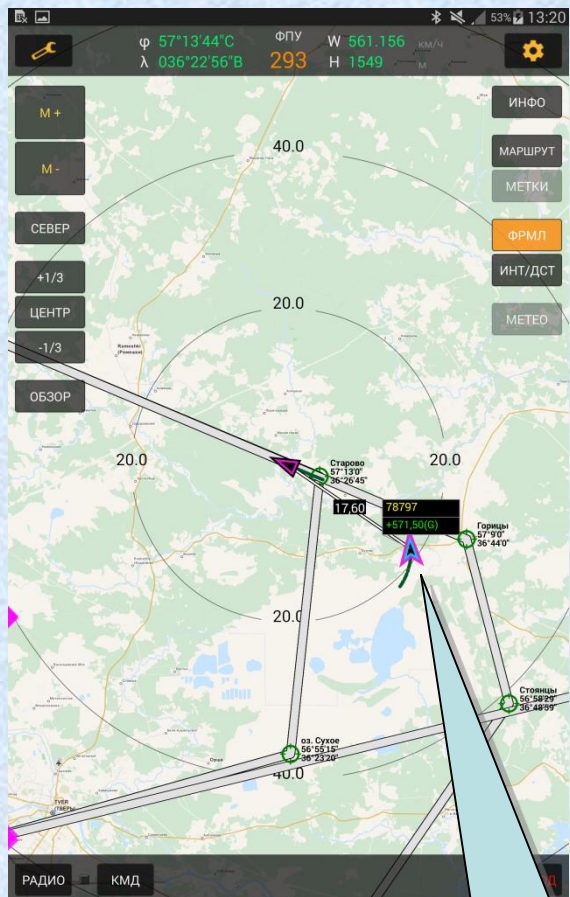 53% 13:20
φ 57°13'44"С
λ 036°22'56"В
ФПУ
293
W 561.156 км/ч
H 1549 м
М +
М -
СЕВЕР
+1/3
ЦЕНТР
-1/3
ОБЗОР
ИНФО
МАРШРУТ
МЕТКИ
ФРМЛ
ИНТ/ДСТ
МЕТЕО
40.0
20.0
20.0
20.0
20.0
40.0
Старово
57°13'0"
36°26'45"
17,60
78797
+571,50(G)
Горицы
57°9'0"
36°44'0"
Стоянцы
56°58'29"
36°48'59"
оз. Сухое
56°55'15"
36°23'20"
TVER
(ТВЕРЬ)
РАДИО
КМД